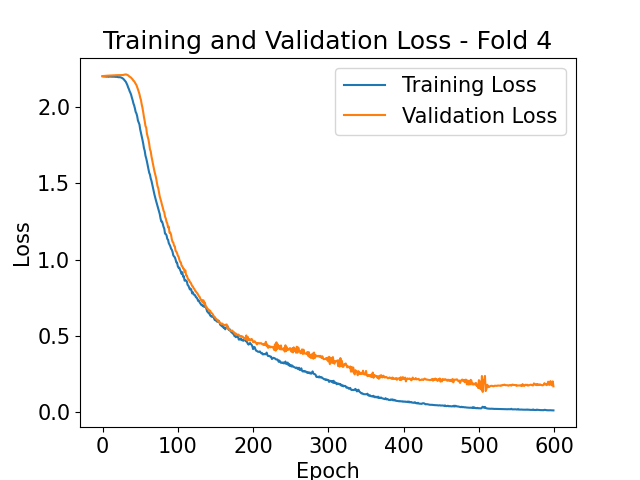 Training and Validation Loss - Fold 4
Training Loss
Validation Loss
2.0
1.5
1.0
0.5
0.0
Loss
0 100 200 300 400 500 600
Epoch